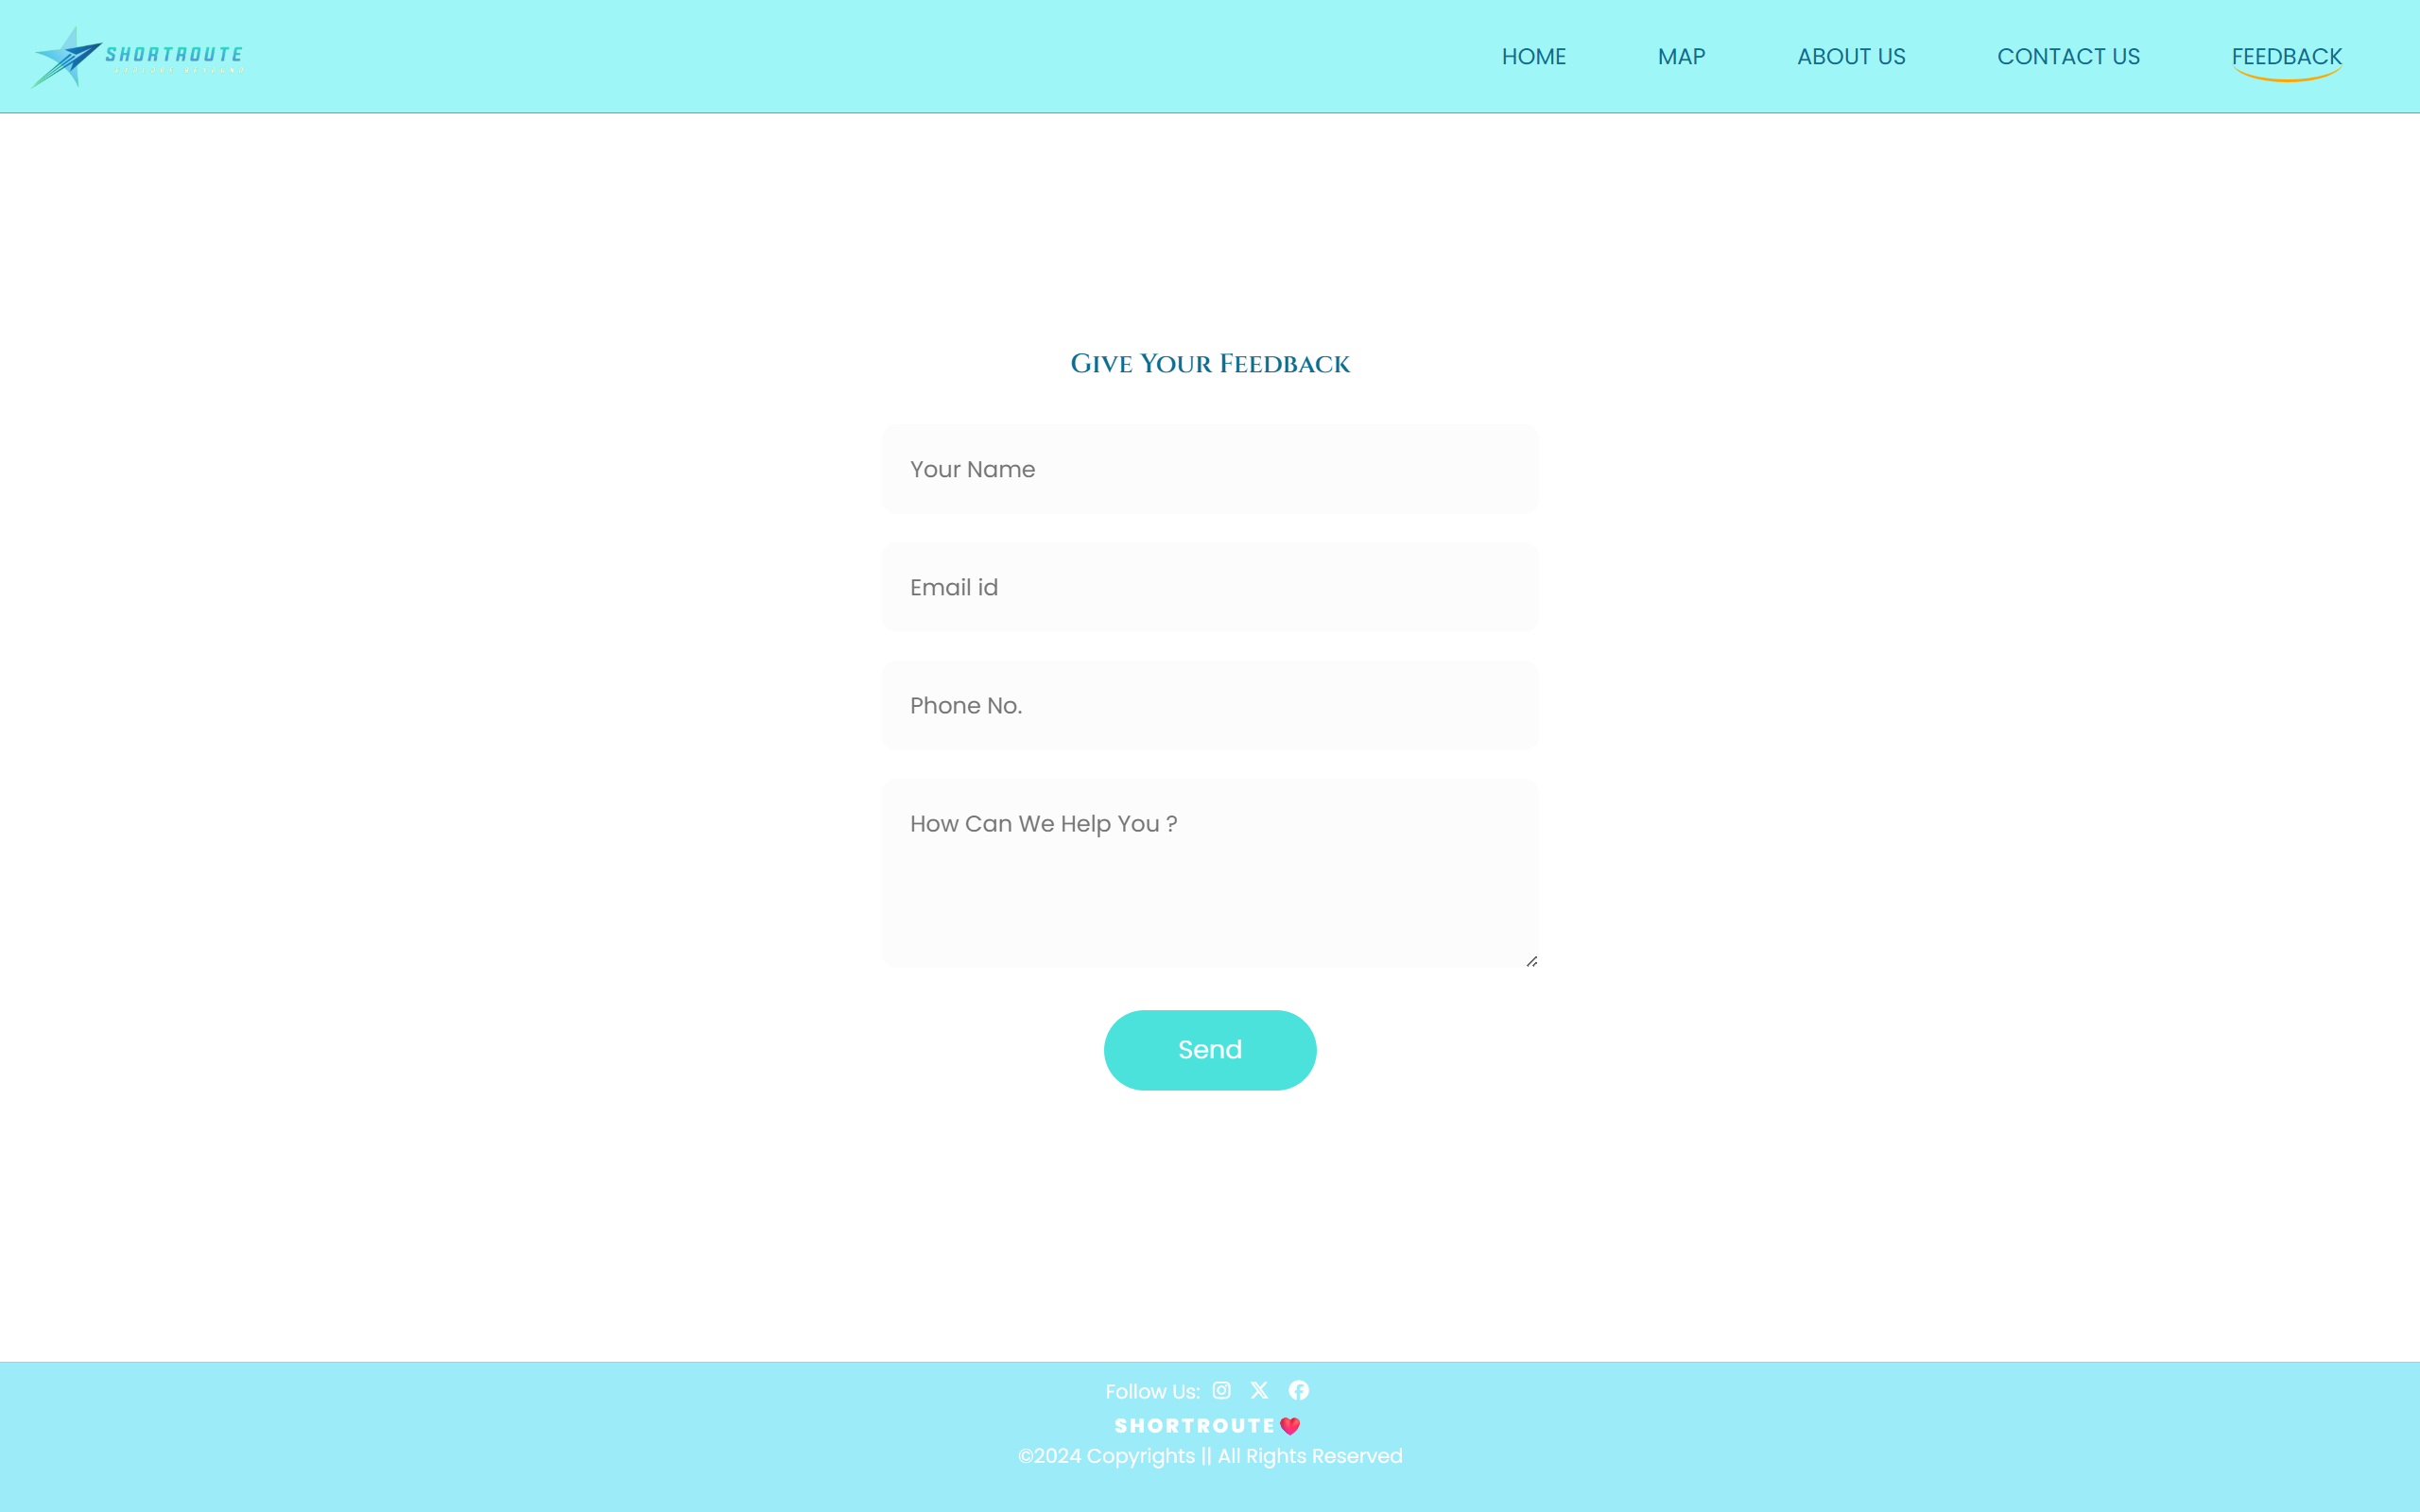 SHORTROUTE
HOME
MAP
ABOUT US
CONTACT US
FEEDBACK
Give Your Feedback
Your Name
Email id
Phone No.
How Can We Help You ?
Send
Follow Us:
SHORTROUTE
©2024 Copyrights || All Rights Reserved